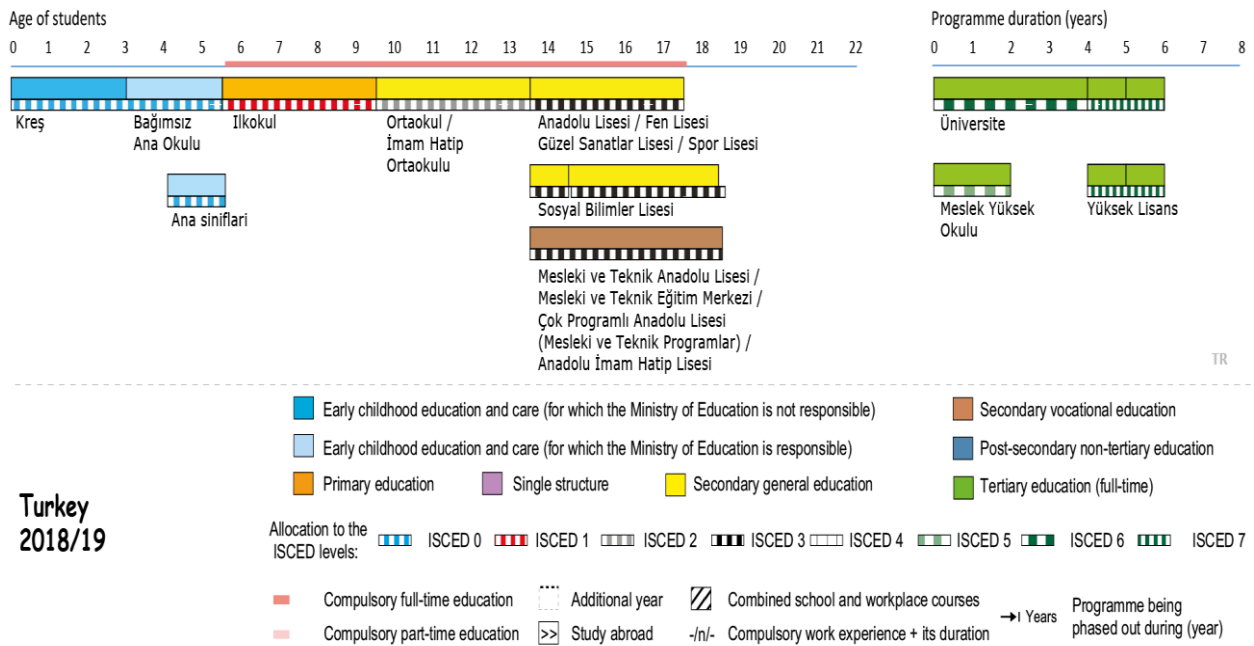 Age of students
Programme duration (years)
0 1 2 3 4 5 6 7 8 9 10 11 12 13 14 15 16 17 18 19 20 21 22
0 1 2 3 4 5 6 7 8
Kreş
Bağımsız
Ana Okulu
Ilkokul
Ortaokul /
İmam Hatip
Ortaokulu
Anadolu Lisesi / Fen Lisesi
Güzel Sanatlar Lisesi / Spor Lisesi
Üniversite
Ana siniflari
Sosyal Bilimler Lisesi
Meslek Yüksek
Okulu
Yüksek Lisans
Mesleki ve Teknik Anadolu Lisesi /
Mesleki ve Teknik Eğitim Merkezi /
Çok Programlı Anadolu Lisesi
(Mesleki ve Teknik Programlar) /
Anadolu İmam Hatip Lisesi
TR
Early childhood education and care (for which the Ministry of Education is not responsible)
Secondary vocational education
Early childhood education and care (for which the Ministry of Education is responsible)
Post-secondary non-tertiary education
Primary education
Single structure
Secondary general education
Tertiary education (full-time)
Turkey
2018/19
Allocation to the
ISCED levels:
ISCED 0
ISCED 1
ISCED 2
ISCED 3
ISCED 4
ISCED 5
ISCED 6
ISCED 7
Compulsory full-time education
Additional year
Combined school and workplace courses
Years
Programme being
phased out during (year)
Compulsory part-time education
>> Study abroad
-/n/- Compulsory work experience + its duration